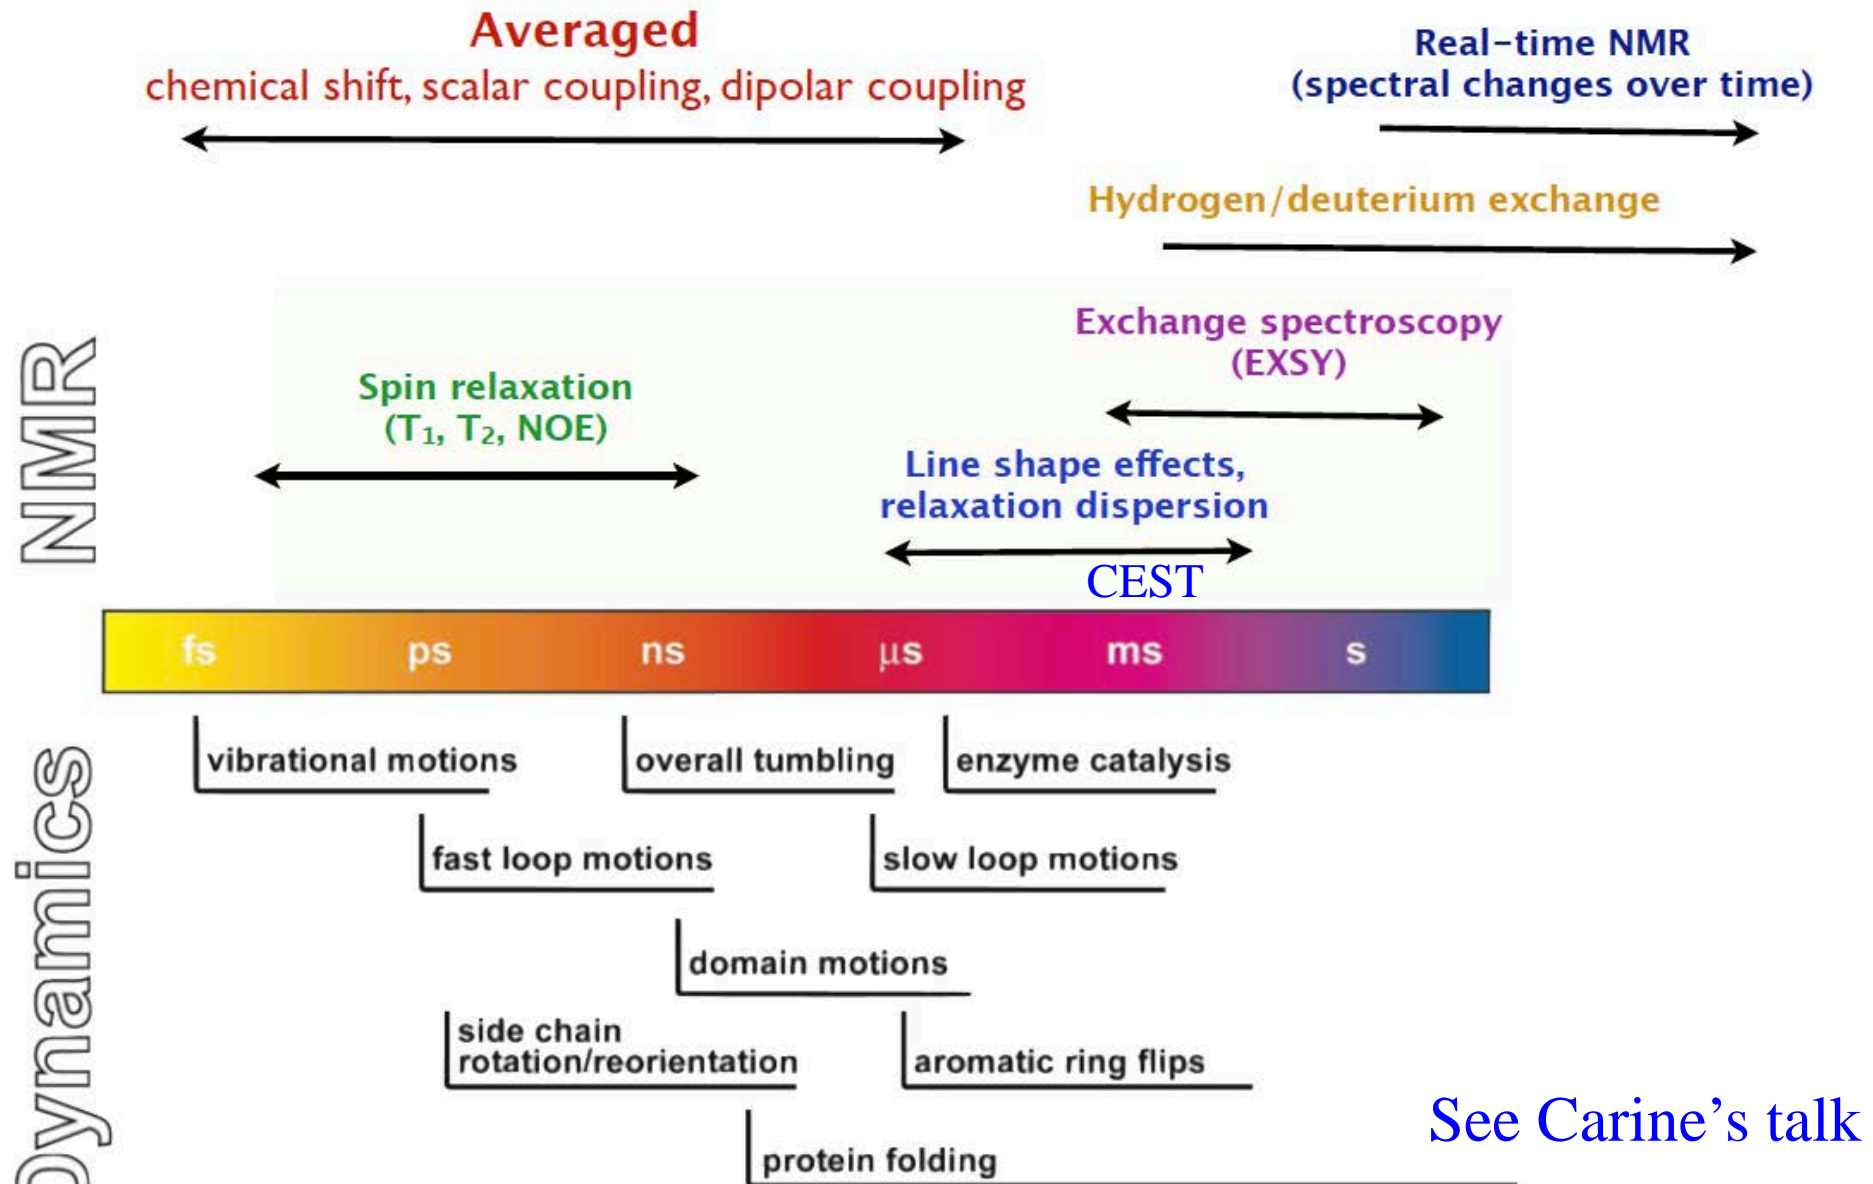 Averaged
chemical shift, scalar coupling, dipolar coupling
Real-time NMR
(spectral changes over time)
Hydrogen/deuterium exchange
Exchange spectroscopy
(EXSY)
Spin relaxation
(T₁, T₂, NOE)
Line shape effects,
relaxation dispersion
CEST
NMR
fs ps ns μs ms s
Dynamics
vibrational motions
overall tumbling
enzyme catalysis
fast loop motions
slow loop motions
domain motions
side chain
rotation/reorientation
aromatic ring flips
protein folding
See Carine's talk